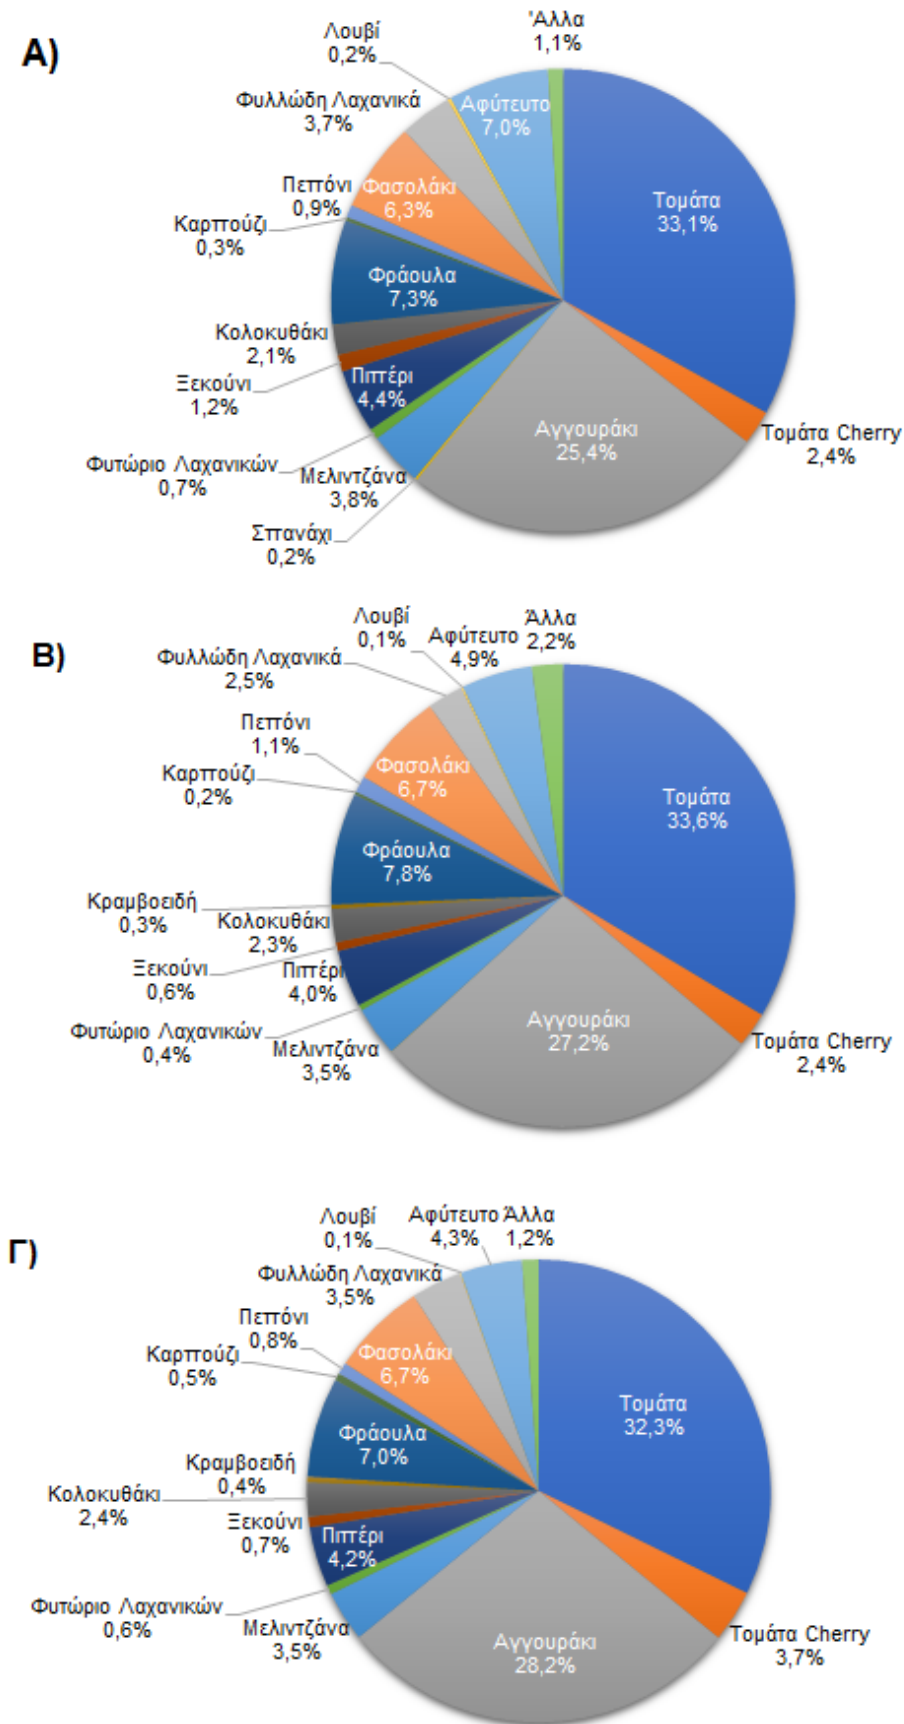 Α)
Λουβί
0,2%
'Αλλα
1,1%
Φυλλώδη Λαχανικά
3,7%
Αφύτευτο
7,0%
Πεπόνι
0,9%
Φασολάκι
6,3%
Τομάτα
33,1%
Καρπούζι
0,3%
Φράουλα
7,3%
Κολοκυθάκι
2,1%
Ξεκούνι
1,2%
Πιπέρι
4,4%
Αγγουράκι
25,4%
Τομάτα Cherry
2,4%
Φυτώριο Λαχανικών
0,7%
Μελιντζάνα
3,8%
Σπανάχι
0,2%
Β)
Λουβί
0,1%
Αφύτευτο
4,9%
Άλλα
2,2%
Φυλλώδη Λαχανικά
2,5%
Πεπόνι
1,1%
Φασολάκι
6,7%
Καρπούζι
0,2%
Τομάτα
33,6%
Φράουλα
7,8%
Κραμβοειδή
0,3%
Κολοκυθάκι
2,3%
Ξεκούνι
0,6%
Πιπέρι
4,0%
Φυτώριο Λαχανικών
0,4%
Μελιντζάνα
3,5%
Αγγουράκι
27,2%
Τομάτα Cherry
2,4%
Γ)
Λουβί
0,1%
Αφύτευτο
4,3%
Άλλα
1,2%
Φυλλώδη Λαχανικά
3,5%
Πεπόνι
0,8%
Καρπούζι
0,5%
Φασολάκι
6,7%
Τομάτα
32,3%
Φράουλα
7,0%
Κραμβοειδή
0,4%
Κολοκυθάκι
2,4%
Ξεκούνι
0,7%
Πιπέρι
4,2%
Φυτώριο Λαχανικών
0,6%
Μελιντζάνα
3,5%
Αγγουράκι
28,2%
Τομάτα Cherry
3,7%